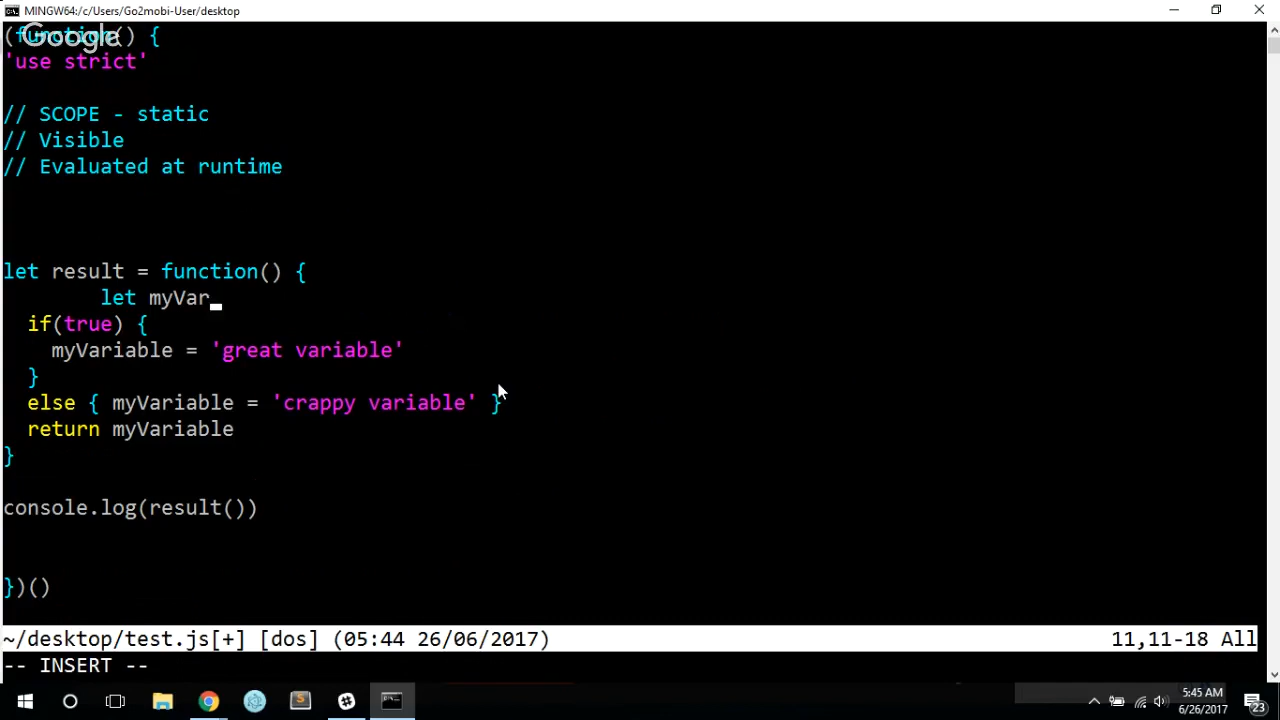 MINGW64:/c/Users/Go2mobi-User/desktop
Google
(function() {
'use strict'
// SCOPE - static
// Visible
// Evaluated at runtime
let result = function() {
let myVar
if(true) {
myVariable = 'great variable'
}
else { myVariable = 'crappy variable' }
return myVariable
}
console.log(result())
})()
~/desktop/test.js[+] [dos] (05:44 26/06/2017) 11,11-18 All
-- INSERT --
5:45 AM
6/26/2017
23